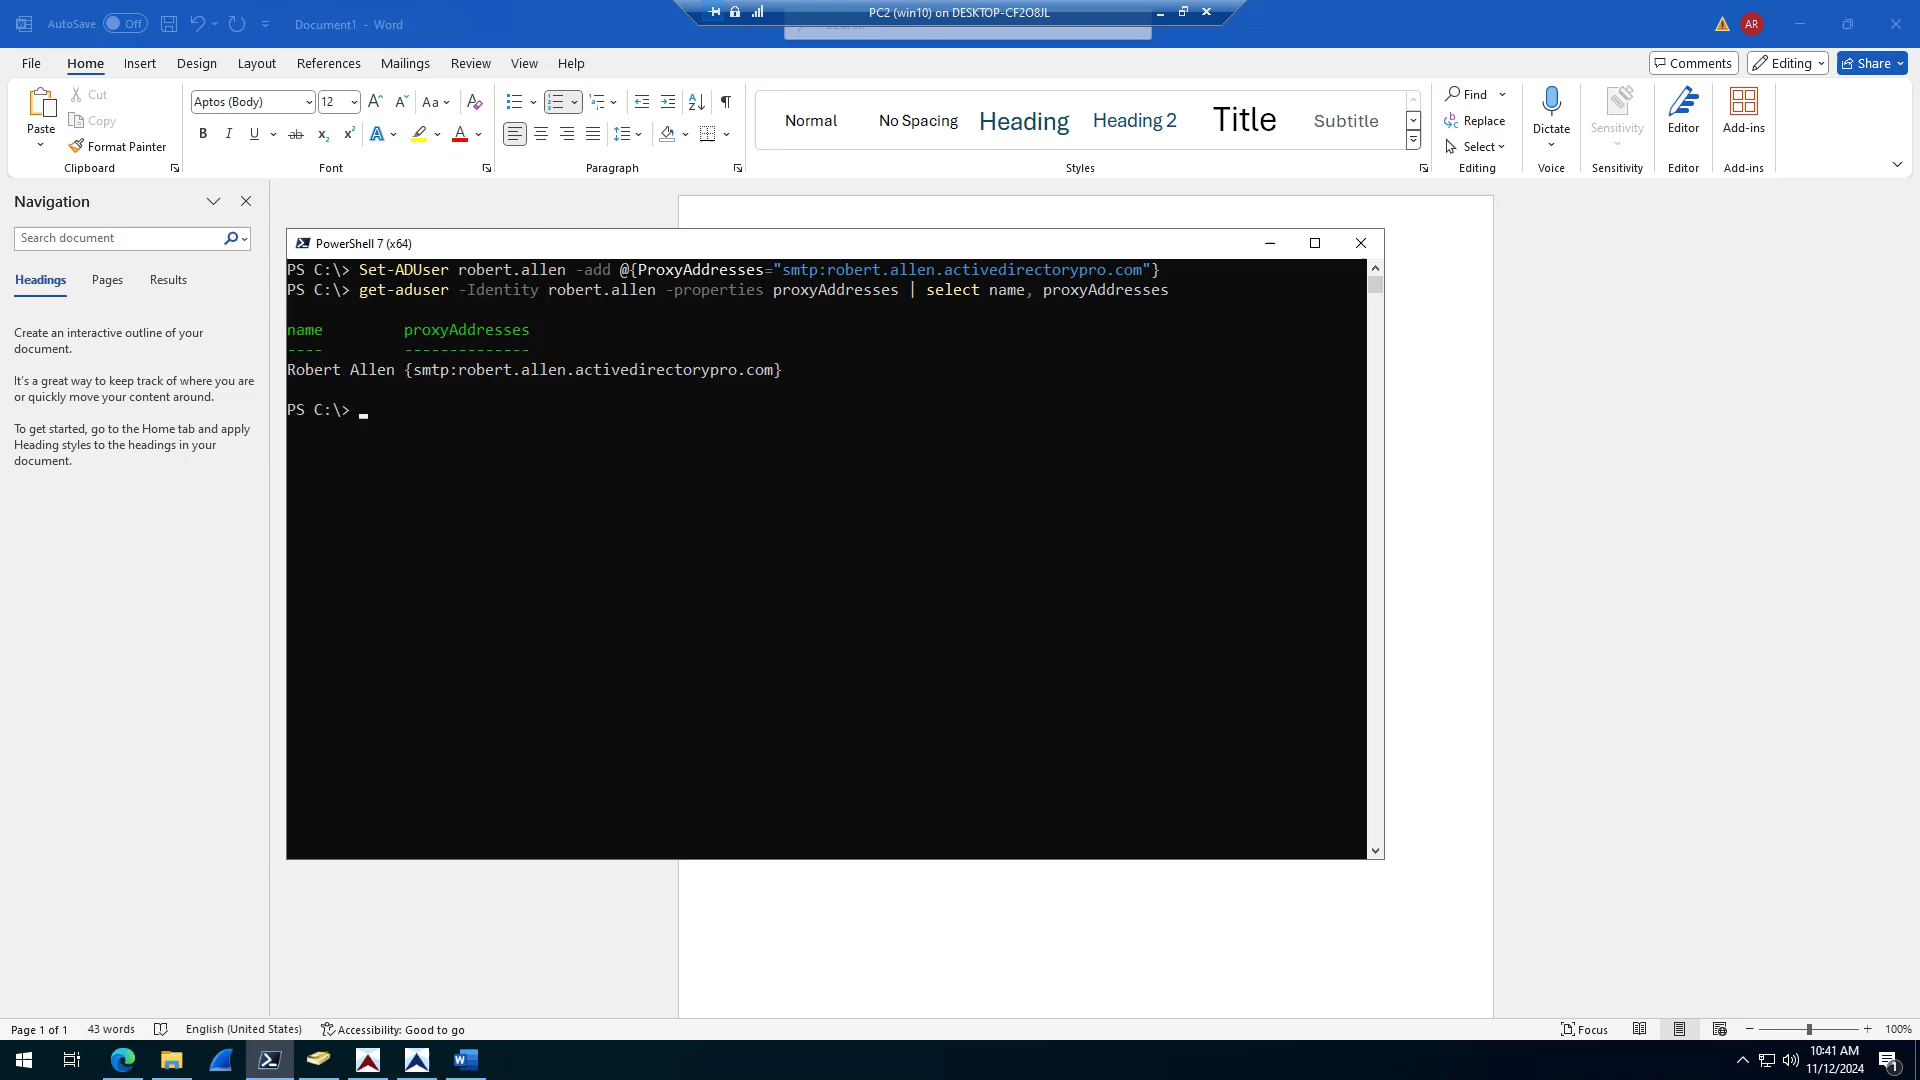 AutoSave Off Document1 - Word
PC2 (win10) on DESKTOP-CF2O8JL
AR
File Home Insert Design Layout References Mailings Review View Help
Comments Editing Share
Paste
Cut
Copy
Format Painter
Clipboard
Aptos (Body) 12
Font
Paragraph
Normal No Spacing Heading Heading 2 Title Subtitle
Styles
Find
Replace
Select
Editing
Dictate
Voice
Sensitivity
Sensitivity
Editor
Editor
Add-ins
Add-ins
Navigation
Search document
Headings Pages Results
Create an interactive outline of your
document.
It's a great way to keep track of where you are
or quickly move your content around.
To get started, go to the Home tab and apply
Heading styles to the headings in your
document.
PowerShell 7 (x64)
PS C:\> Set-ADUser robert.allen -add @{ProxyAddresses="smtp:robert.allen.activedirectorypro.com"}
PS C:\> get-aduser -Identity robert.allen -properties proxyAddresses | select name, proxyAddresses
name proxyAddresses
---- --------------
Robert Allen {smtp:robert.allen.activedirectorypro.com}
PS C:\>
Page 1 of 1 43 words English (United States) Accessibility: Good to go
Focus 100%
10:41 AM
11/12/2024
1